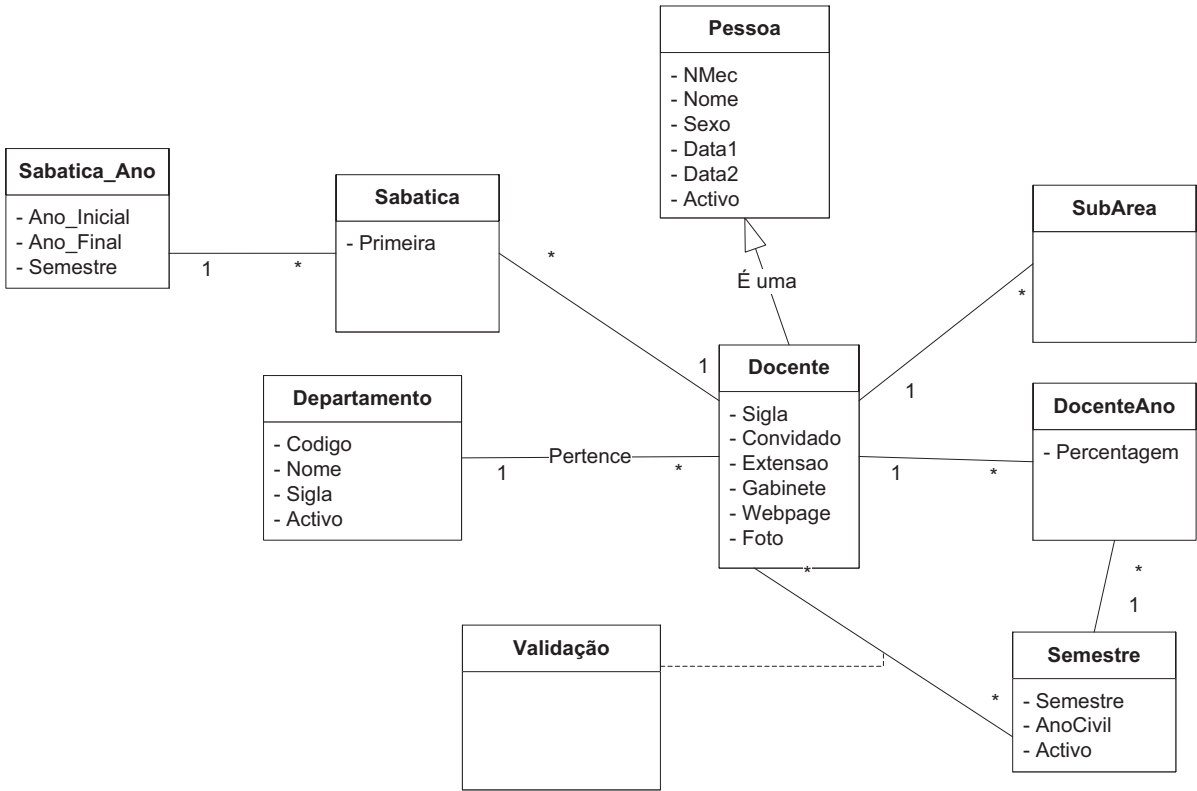 Pessoa
- NMec
- Nome
- Sexo
- Data1
- Data2
- Activo
Sabatica_Ano
- Ano_Inicial
- Ano_Final
- Semestre
1
*
Sabatica
- Primeira
*
1
É uma
SubArea
*
1
Departamento
- Codigo
- Nome
- Sigla
- Activo
1
Pertence
*
Docente
- Sigla
- Convidado
- Extensao
- Gabinete
- Webpage
- Foto
1
*
DocenteAno
- Percentagem
*
1
*
*
Validação
Semestre
- Semestre
- AnoCivil
- Activo